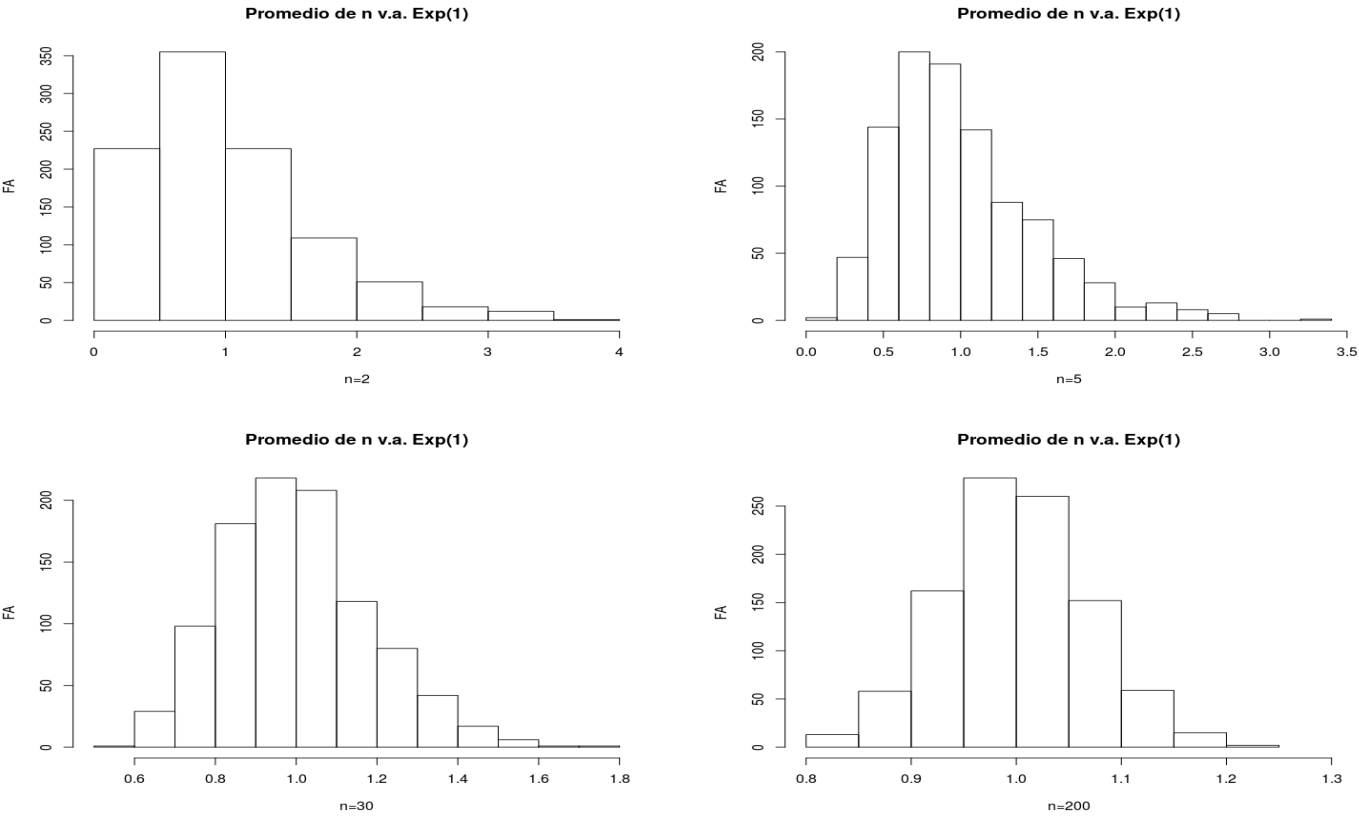 Promedio de n v.a. Exp(1)
FA
350
300
250
200
150
100
50
0
0 1 2 3 4
n=2
Promedio de n v.a. Exp(1)
FA
200
150
100
50
0
0.0 0.5 1.0 1.5 2.0 2.5 3.0 3.5
n=5
Promedio de n v.a. Exp(1)
FA
200
150
100
50
0
0.6 0.8 1.0 1.2 1.4 1.6 1.8
n=30
Promedio de n v.a. Exp(1)
FA
250
200
150
100
50
0
0.8 0.9 1.0 1.1 1.2 1.3
n=200